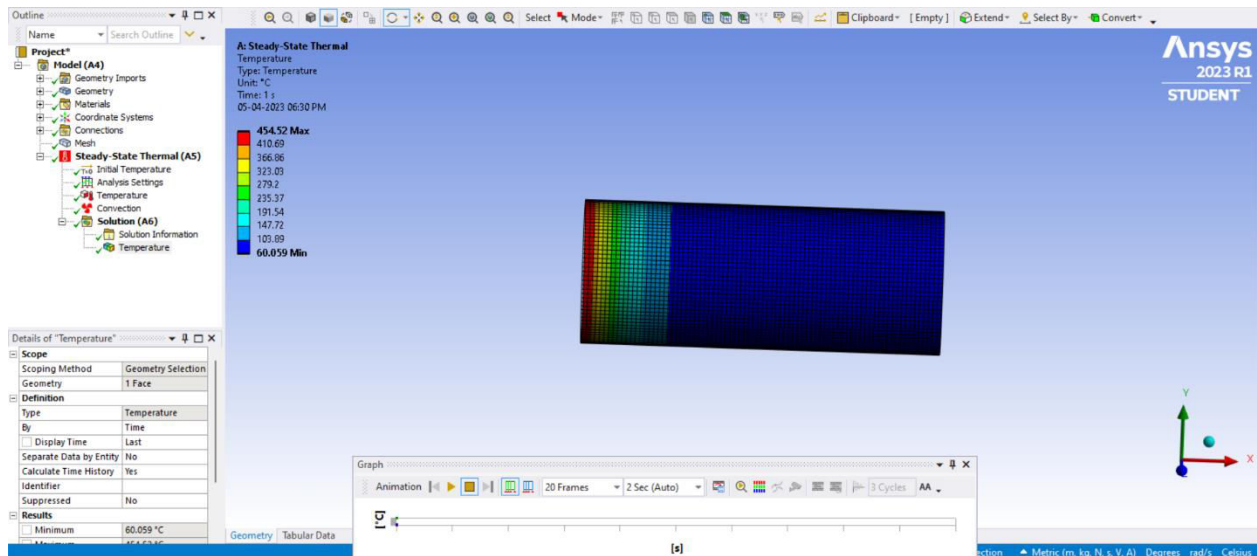 Outline
Name
Search Outline
Project*
Model (A4)
Geometry Imports
Geometry
Materials
Coordinate Systems
Connections
Mesh
Steady-State Thermal (A5)
Initial Temperature
Analysis Settings
Temperature
Convection
Solution (A6)
Solution Information
Temperature
Details of "Temperature"
Scope
Scoping Method Geometry Selection
Geometry 1 Face
Definition
Type Temperature
By Time
Display Time Last
Separate Data by Entity No
Calculate Time History Yes
Identifier
Suppressed No
Results
Minimum 60.059 °C
Select Mode Clipboard [Empty] Extend Select By Convert
A: Steady-State Thermal
Temperature
Type: Temperature
Unit: °C
Time: 1 s
05-04-2023 06:30 PM
454.52 Max
410.69
366.86
323.03
279.2
235.37
191.54
147.72
103.89
60.059 Min
Ansys
2023 R1
STUDENT
Y
X
Graph
Animation 20 Frames 2 Sec (Auto) 3 Cycles AA
[°C]
[s]
Geometry Tabular Data
Metric (m, kg, N, s, V, A) Degrees rad/s Celsius